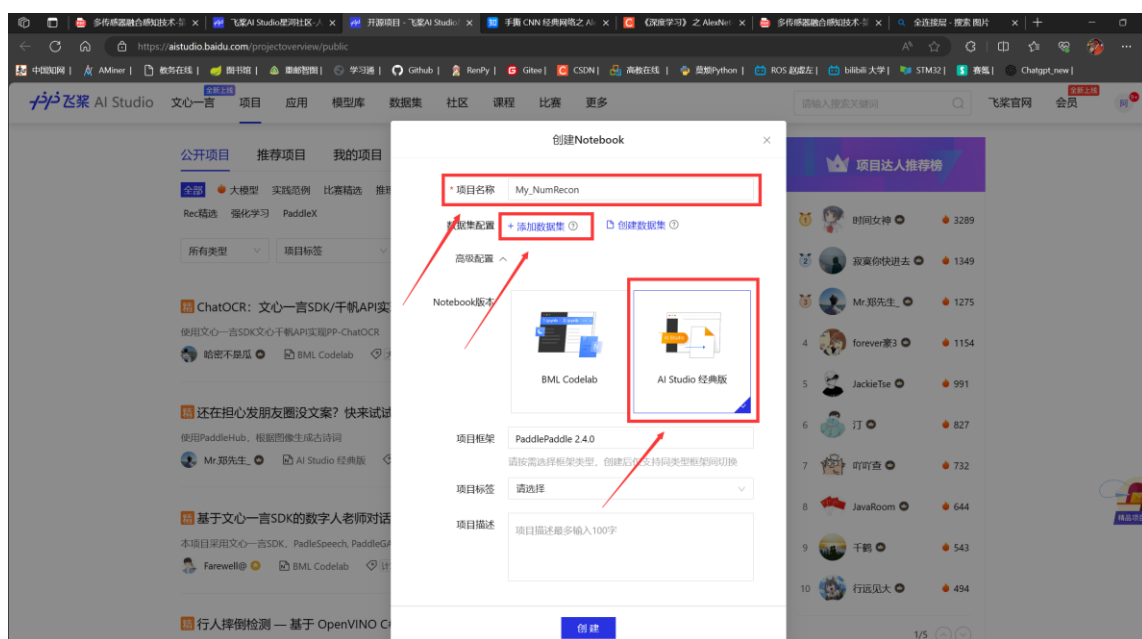 多传感器融合感知技术-第
飞桨AI Studio星河社区-人
开源项目 - 飞桨AI Studio
手撕 CNN 经典网络之 Al
《深度学习》之 AlexNet
多传感器融合感知技术-第
全连接层 - 搜索 图片
https://aistudio.baidu.com/projectoverview/public
中国知网 | AMiner | 教务在线 | 图书馆 | 重邮智图 | 学习通 | Github | RenPy | Gitee | CSDN | 高教在线 | Python | ROS 赵虚左 | bilibili 大学 | STM32 | 赛氪 | Chatgpt_new |
全新上线
全新上线
飞桨 AI Studio 文心一言 项目 应用 模型库 数据集 社区 课程 比赛 更多 请输入搜索关键词 飞桨官网 会员
创建Notebook
公开项目 推荐项目 我的项目
项目达人推荐榜
全部 大模型 实践范例 比赛精选
* 项目名称 My_NumRecon
Rec精选 强化学习 PaddleX
数据集配置 + 添加数据集 创建数据集
时间女神 3289
所有类型 项目标签
高级配置
寂寞你快进去 1349
Notebook版本
BML Codelab
AI Studio 经典版
精 ChatOCR：文心一言SDK/千帆API实
Mr.郑先生_ 1275
使用文心一言SDK文心千帆API实现PP-ChatOCR
哈密不是瓜 BML Codelab
4 forever豪3 1154
5 JackieTse 991
精 还在担心发朋友圈没文案？快来试试
6 汀 827
使用PaddleHub，根据图像生成古诗词
项目框架 PaddlePaddle 2.4.0
Mr.郑先生_ AI Studio 经典版
请按需选择框架类型，创建后仅支持同类型框架间切换
7 吖吖查 732
项目标签 请选择
8 JavaRoom 644
精品项目
精 基于文心一言SDK的数字人老师对话
项目描述 项目描述最多输入100字
本项目采用文心一言SDK，PadleSpeech, PaddleGA
9 千鹤 543
Farewell@ BML Codelab
10 行远见大 494
精 行人摔倒检测 — 基于 OpenVINO C
创建
1/5